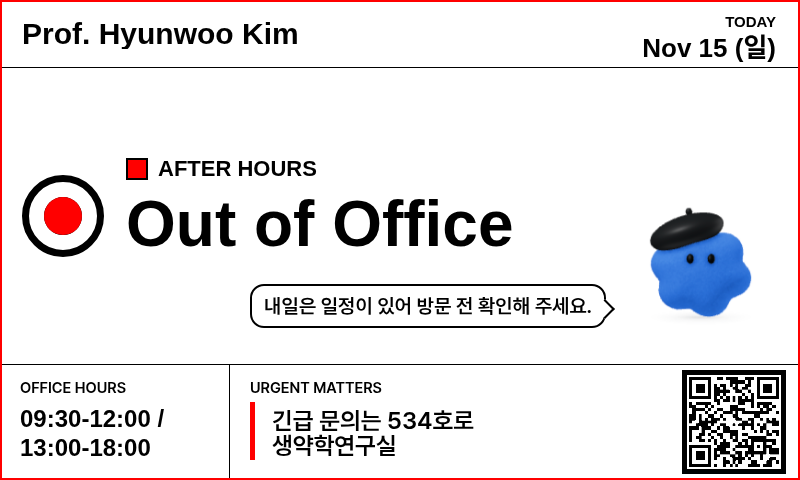 Prof. Hyunwoo Kim
TODAY
Nov 15 (일)
AFTER HOURS
Out of Office
내일은 일정이 있어 방문 전 확인해 주세요.
OFFICE HOURS
09:30-12:00 /
13:00-18:00
URGENT MATTERS
긴급 문의는 534호로
생약학연구실